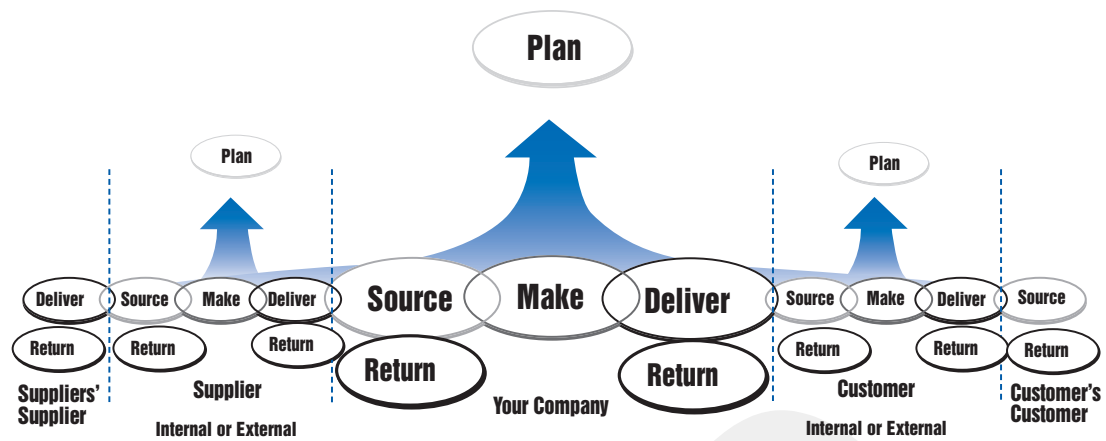 Plan
Plan
Plan
Deliver Source Make Deliver Source Make Deliver Source Make Deliver Source
Return Return Return Return Return Return Return Return
Suppliers'
Supplier
Supplier
Internal or External
Your Company
Customer
Internal or External
Customer's
Customer